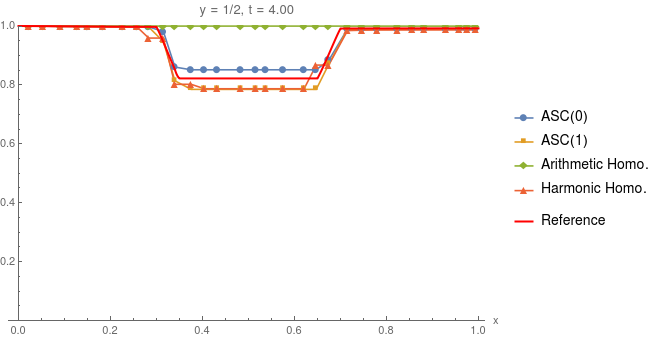 y = 1/2, t = 4.00
1.0
0.8
0.6
0.4
0.2
0.0 0.2 0.4 0.6 0.8 1.0
x
ASC(0)
ASC(1)
Arithmetic Homo.
Harmonic Homo.
Reference